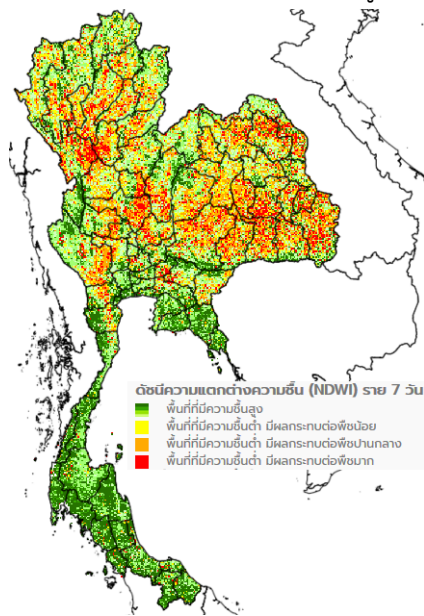 ดัชนีความแตกต่างความชื้น (NDWI) ราย 7 วัน
พื้นที่ที่มีความชื้นสูง
พื้นที่ที่มีความชื้นต่ำ มีผลกระทบต่อพืชน้อย
พื้นที่ที่มีความชื้นต่ำ มีผลกระทบต่อพืชปานกลาง
พื้นที่ที่มีความชื้นต่ำ มีผลกระทบต่อพืชมาก